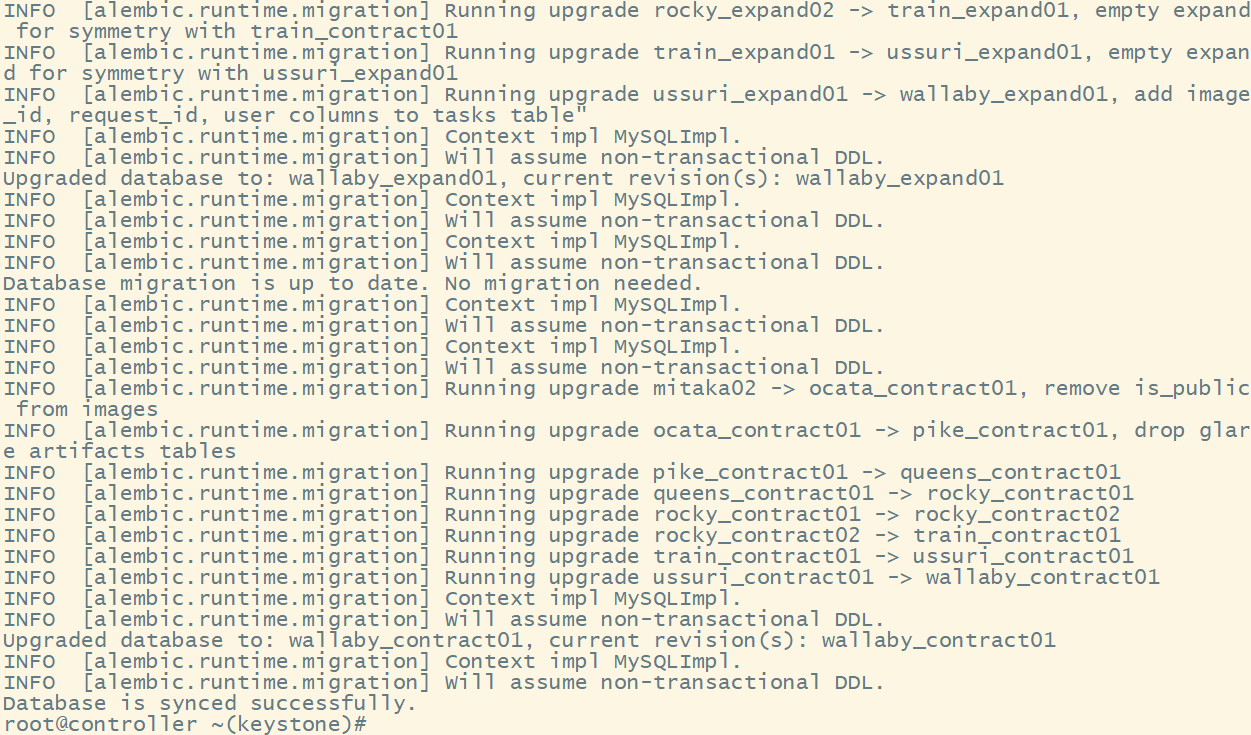 INFO  [alembic.runtime.migration] Running upgrade rocky_expand02 -> train_expand01, empty expand
 for symmetry with train_contract01
INFO  [alembic.runtime.migration] Running upgrade train_expand01 -> ussuri_expand01, empty expan
d for symmetry with ussuri_expand01
INFO  [alembic.runtime.migration] Running upgrade ussuri_expand01 -> wallaby_expand01, add image
_id, request_id, user columns to tasks table"
INFO  [alembic.runtime.migration] Context impl MySQLImpl.
INFO  [alembic.runtime.migration] Will assume non-transactional DDL.
Upgraded database to: wallaby_expand01, current revision(s): wallaby_expand01
INFO  [alembic.runtime.migration] Context impl MySQLImpl.
INFO  [alembic.runtime.migration] Will assume non-transactional DDL.
INFO  [alembic.runtime.migration] Context impl MySQLImpl.
INFO  [alembic.runtime.migration] Will assume non-transactional DDL.
Database migration is up to date. No migration needed.
INFO  [alembic.runtime.migration] Context impl MySQLImpl.
INFO  [alembic.runtime.migration] Will assume non-transactional DDL.
INFO  [alembic.runtime.migration] Context impl MySQLImpl.
INFO  [alembic.runtime.migration] Will assume non-transactional DDL.
INFO  [alembic.runtime.migration] Running upgrade mitaka02 -> ocata_contract01, remove is_public
 from images
INFO  [alembic.runtime.migration] Running upgrade ocata_contract01 -> pike_contract01, drop glar
e artifacts tables
INFO  [alembic.runtime.migration] Running upgrade pike_contract01 -> queens_contract01
INFO  [alembic.runtime.migration] Running upgrade queens_contract01 -> rocky_contract01
INFO  [alembic.runtime.migration] Running upgrade rocky_contract01 -> rocky_contract02
INFO  [alembic.runtime.migration] Running upgrade rocky_contract02 -> train_contract01
INFO  [alembic.runtime.migration] Running upgrade train_contract01 -> ussuri_contract01
INFO  [alembic.runtime.migration] Running upgrade ussuri_contract01 -> wallaby_contract01
INFO  [alembic.runtime.migration] Context impl MySQLImpl.
INFO  [alembic.runtime.migration] Will assume non-transactional DDL.
Upgraded database to: wallaby_contract01, current revision(s): wallaby_contract01
INFO  [alembic.runtime.migration] Context impl MySQLImpl.
INFO  [alembic.runtime.migration] Will assume non-transactional DDL.
Database is synced successfully.
root@controller ~(keystone)#